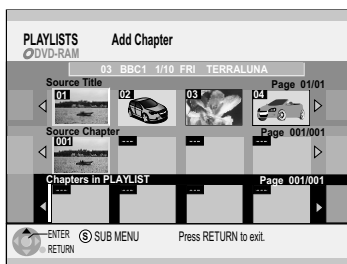 PLAYLISTS Add Chapter
DVD-RAM
03 BBC1 1/10 FRI TERRALUNA
Source Title Page 01/01
01 02 03 04
Source Chapter Page 001/001
001 --- --- ---
Chapters in PLAYLIST Page 001/001
--- --- --- ---
ENTER S SUB MENU Press RETURN to exit.
RETURN